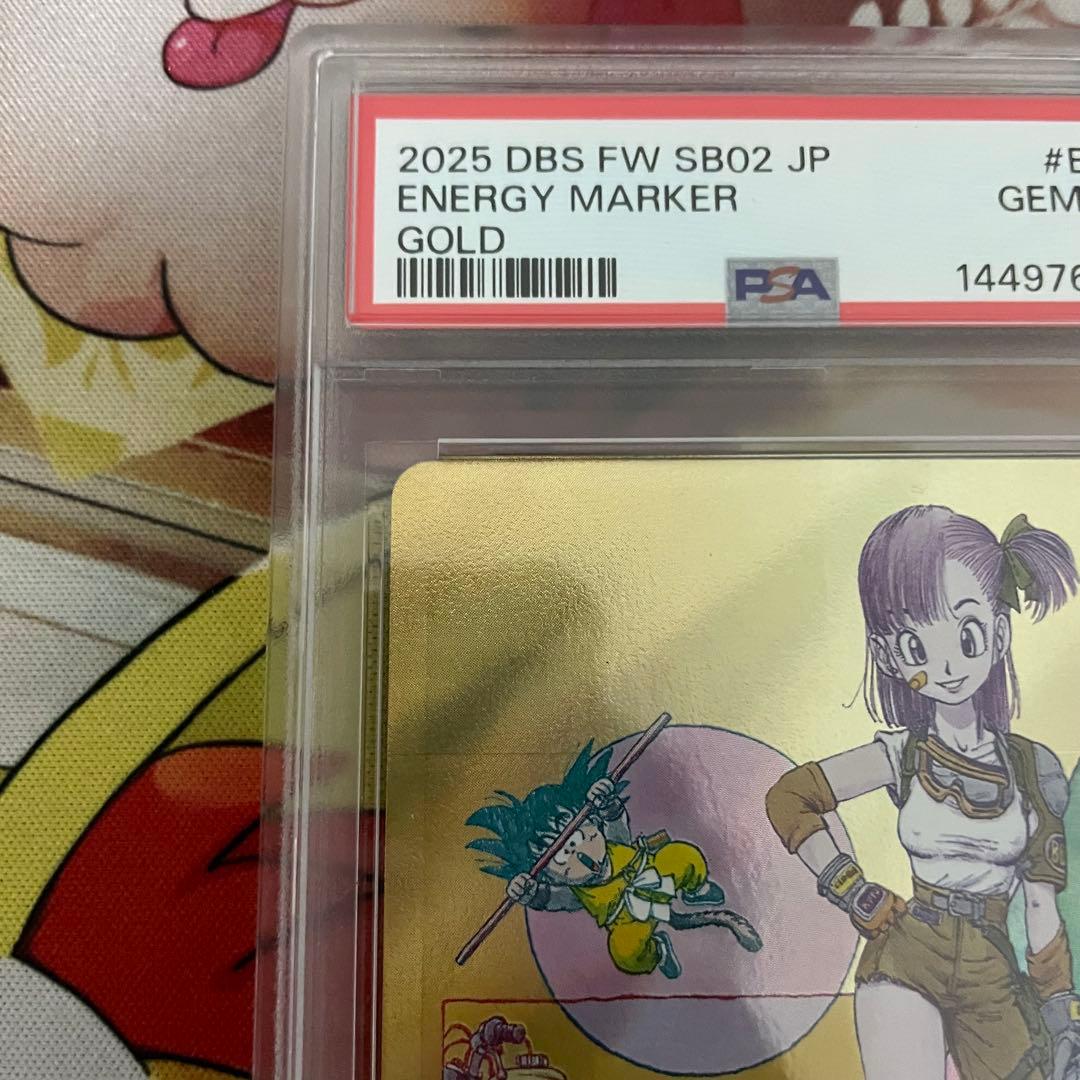 2025 DBS FW SB02 JP
ENERGY MARKER
GOLD
#E
GEM
PSA
144976